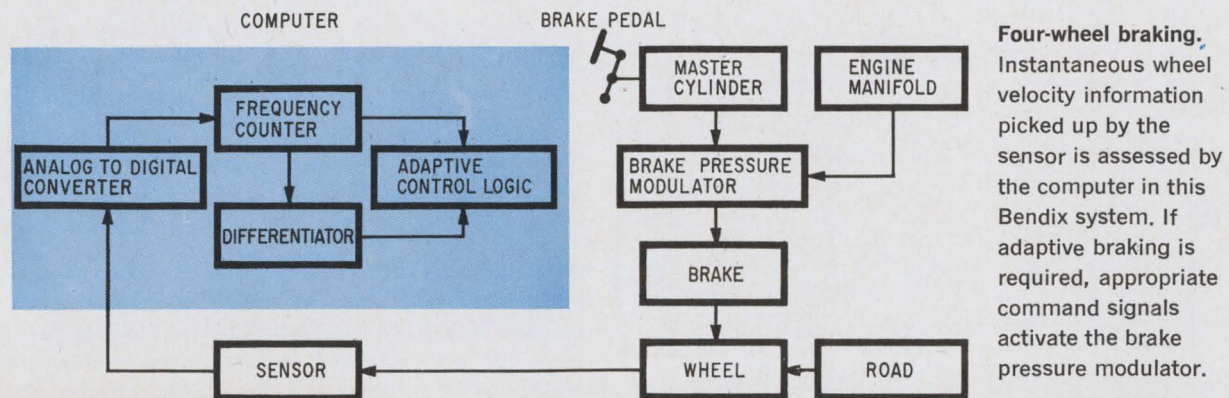 COMPUTER
BRAKE PEDAL
FREQUENCY
COUNTER
ANALOG TO DIGITAL
CONVERTER
ADAPTIVE
CONTROL LOGIC
DIFFERENTIATOR
MASTER
CYLINDER
ENGINE
MANIFOLD
BRAKE PRESSURE
MODULATOR
BRAKE
SENSOR
WHEEL
ROAD
Four-wheel braking.
Instantaneous wheel
velocity information
picked up by the
sensor is assessed by
the computer in this
Bendix system. If
adaptive braking is
required, appropriate
command signals
activate the brake
pressure modulator.